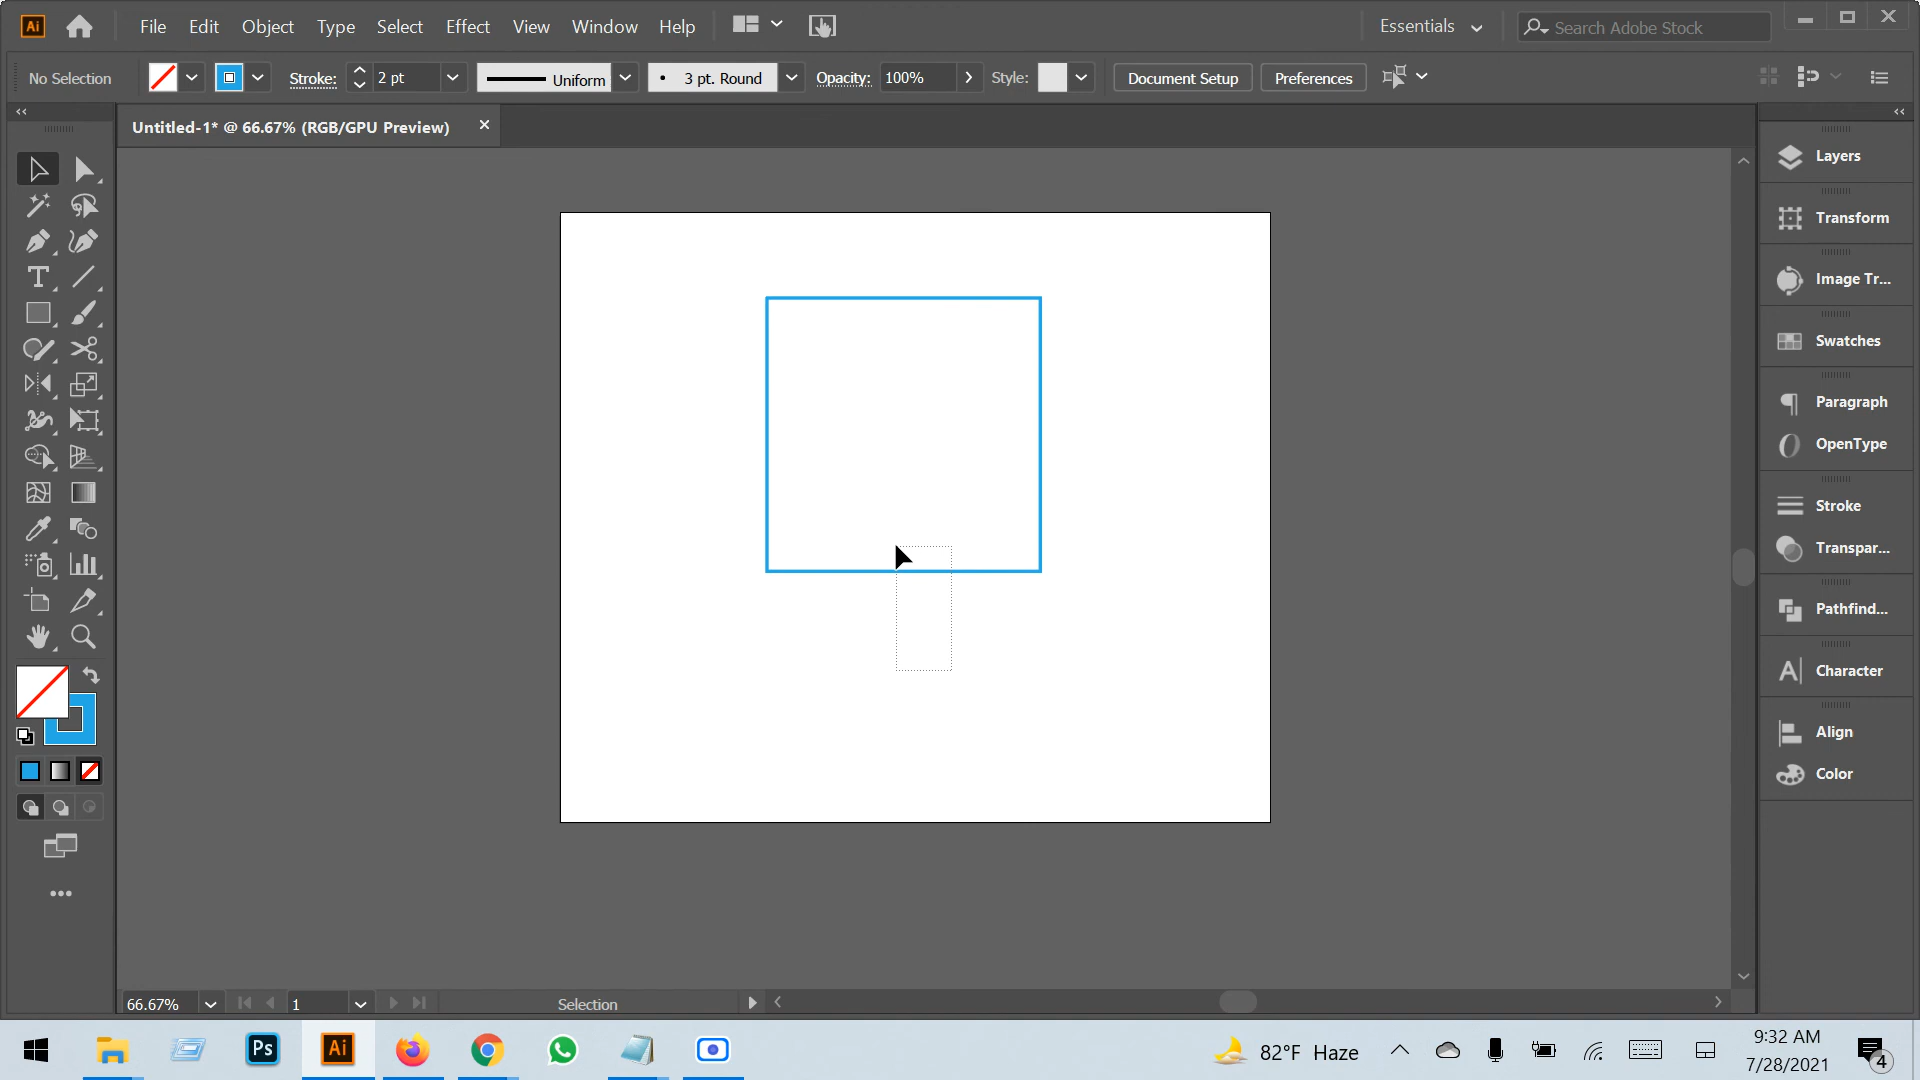 Ai File Edit Object Type Select Effect View Window Help Essentials Search Adobe Stock
No Selection Stroke: 2 pt Uniform 3 pt. Round Opacity: 100% Style: Document Setup Preferences
Untitled-1* @ 66.67% (RGB/GPU Preview)
Layers
Transform
Image Tr...
Swatches
Paragraph
OpenType
Stroke
Transpar...
Pathfind...
Character
Align
Color
66.67% 1 Selection
Ps Ai 82°F Haze
9:32 AM
7/28/2021
4